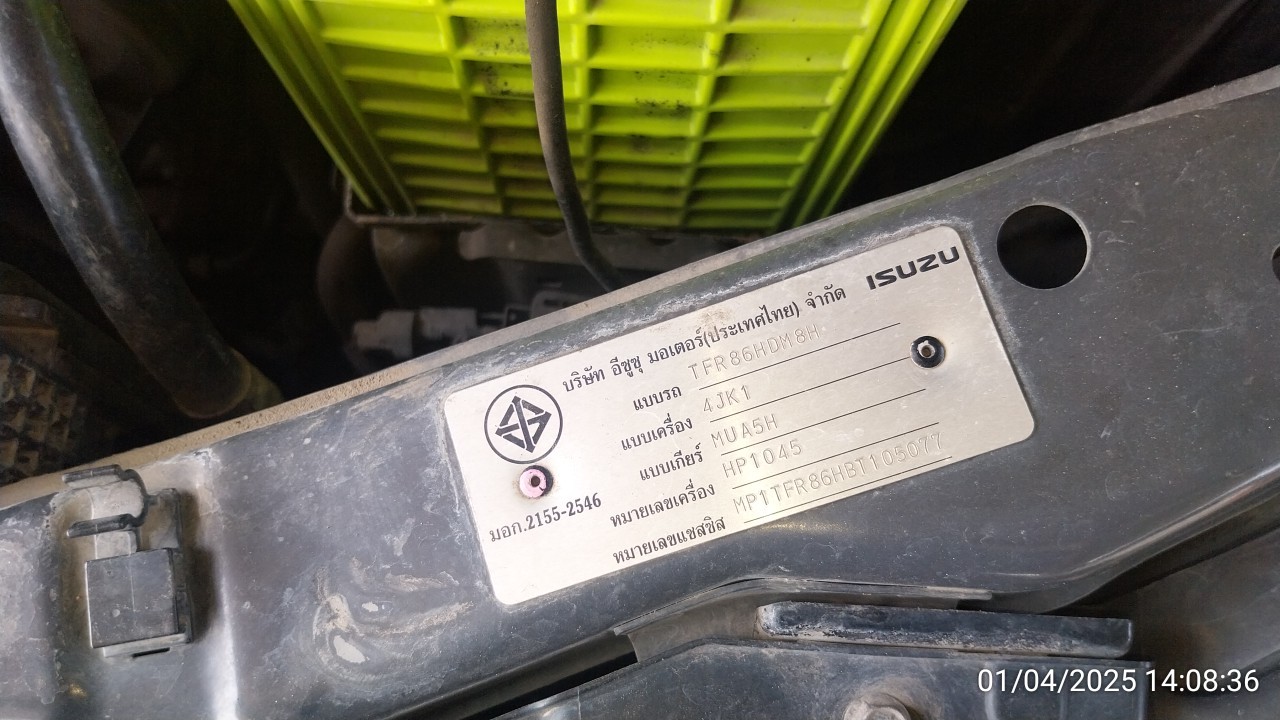 ISUZU
บริษัท อีซูซุ มอเตอร์(ประเทศไทย) จำกัด
แบบรถ TFR86HDM8H
แบบเครื่อง 4JK1
แบบเกียร์ MUA5H
หมายเลขเครื่อง HP1045
หมายเลขแชสซิส MP1TFR86HBT105077
มอก.2155-2546
01/04/2025 14:08:36